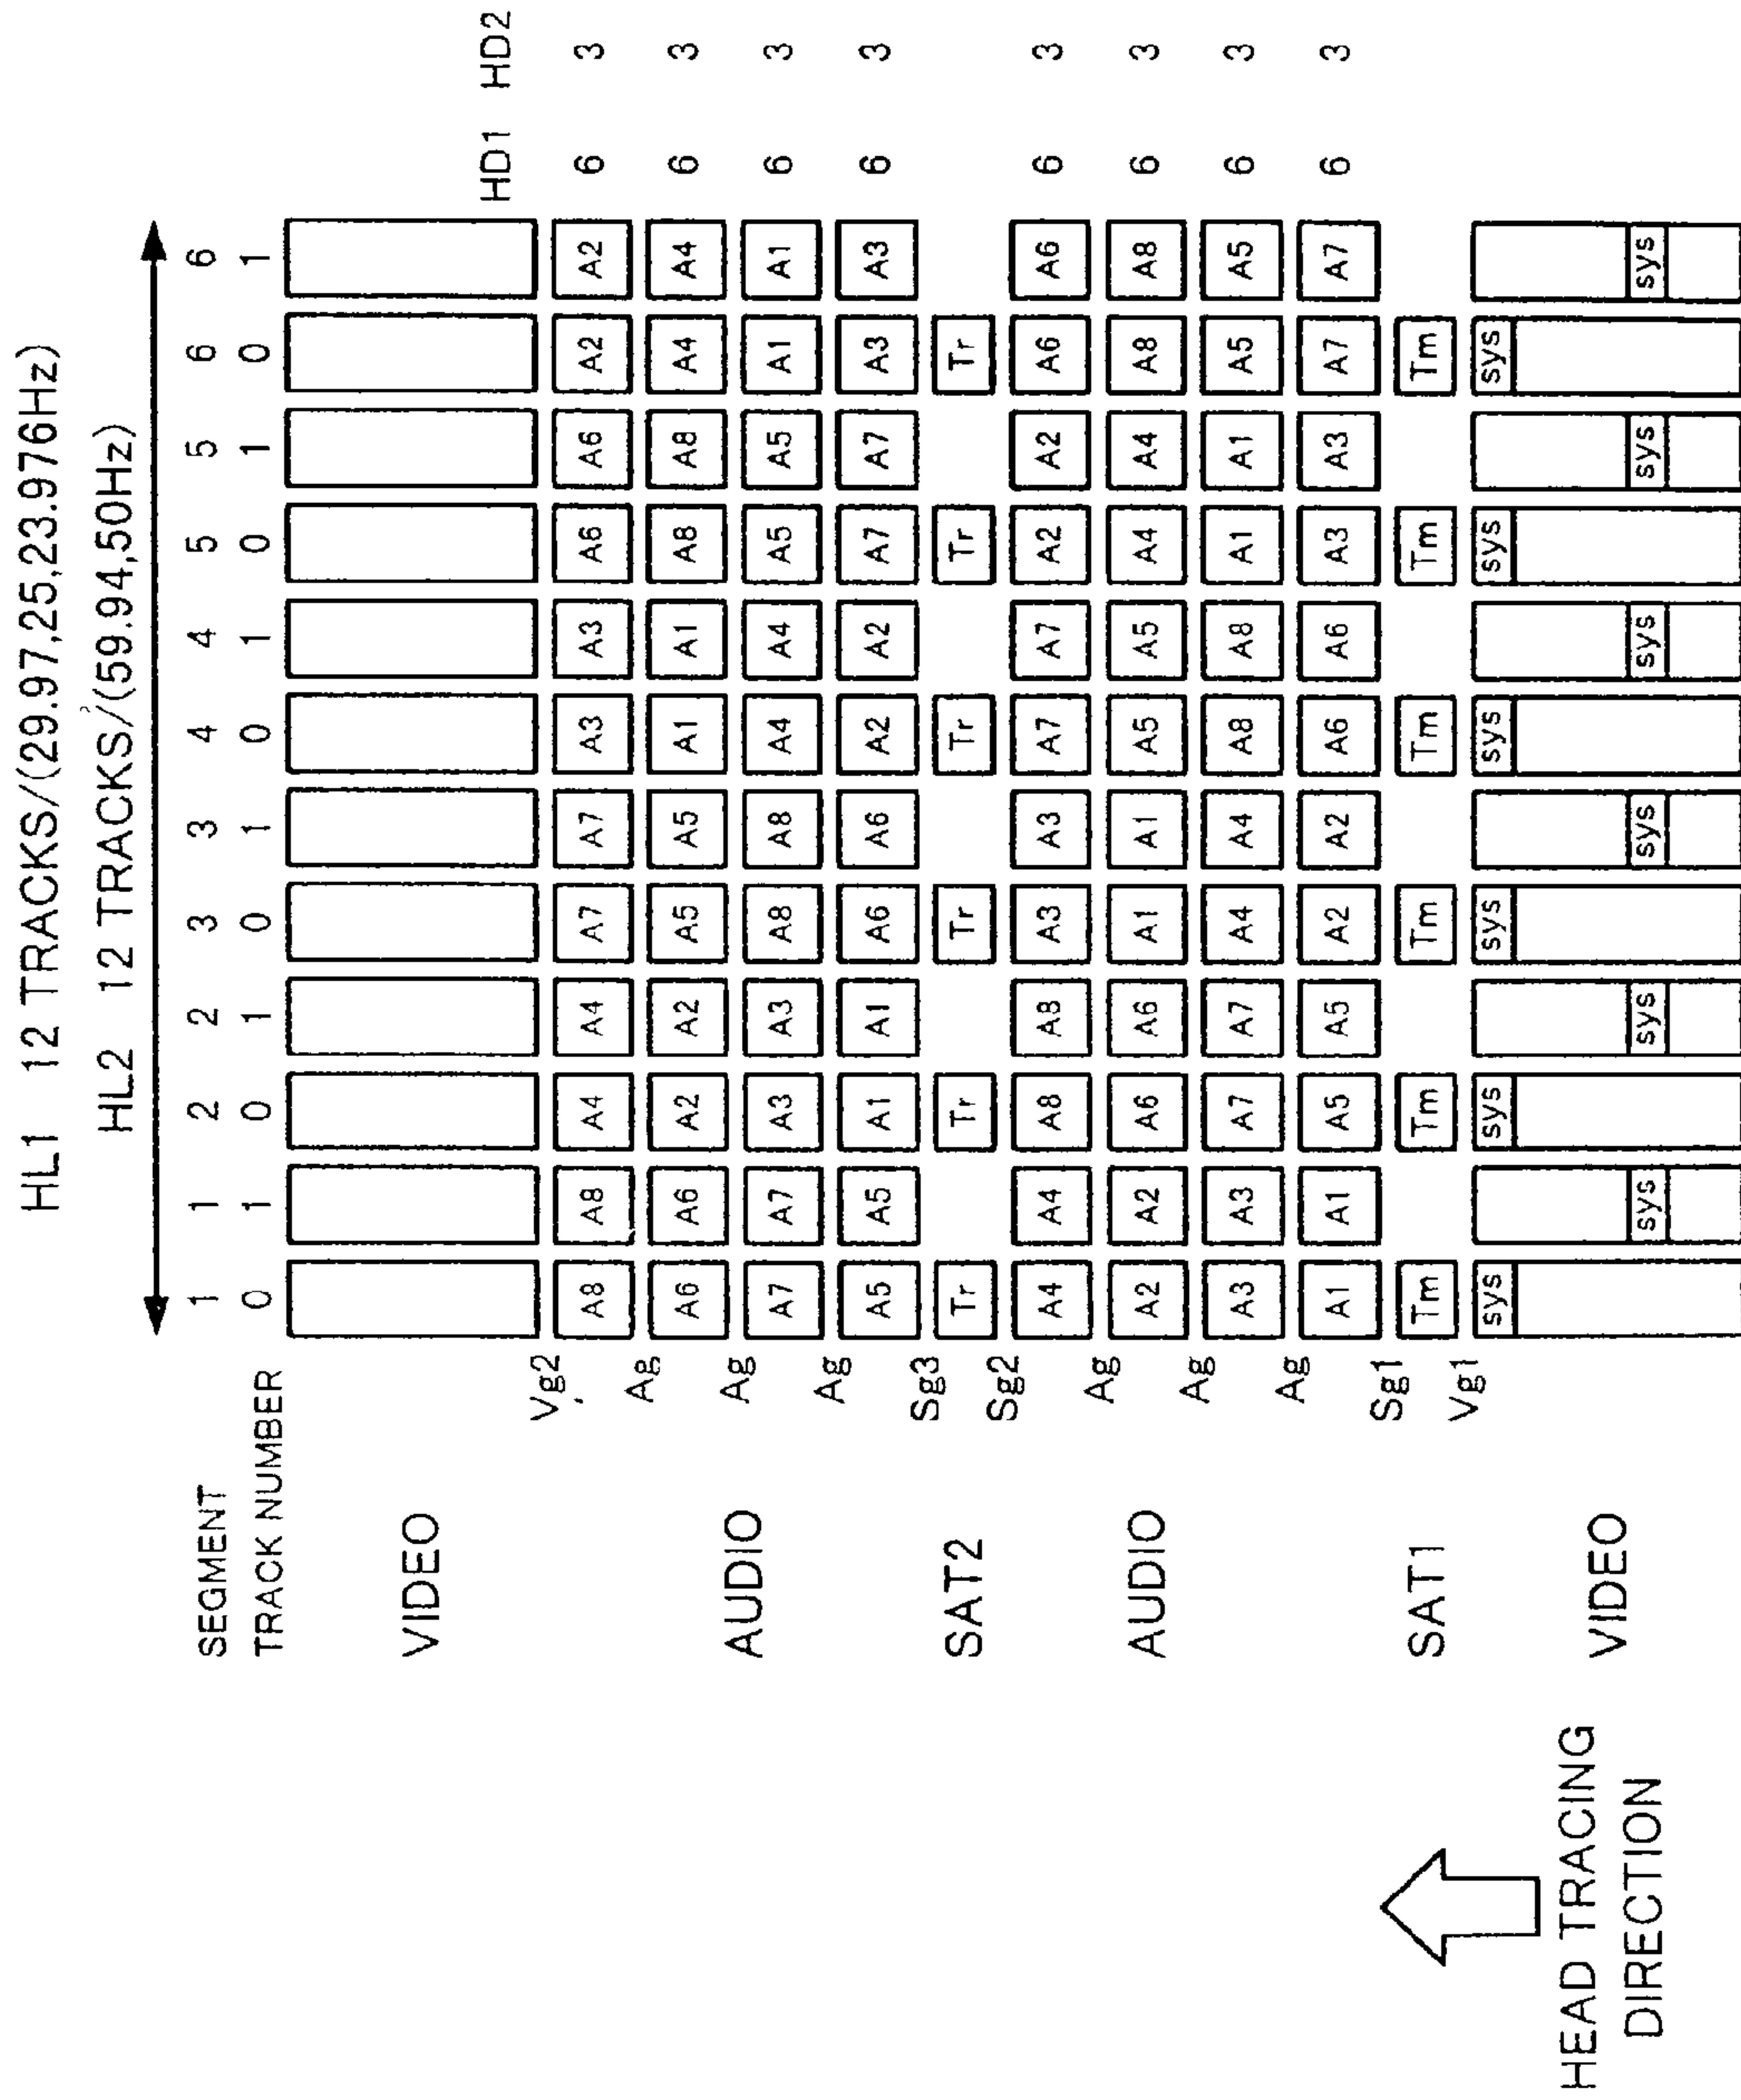 HL1 12 TRACKS/(29.97,25,23.976Hz)
HL2 12 TRACKS/(59.94,50Hz)
SEGMENT 1 1 2 2 3 3 4 4 5 5 6 6
TRACK NUMBER 0 1 0 1 0 1 0 1 0 1 0 1
VIDEO
HD1 HD2
Vg2
A8 A8 A4 A4 A7 A7 A3 A3 A6 A6 A2 A2 6 3
Ag
A6 A6 A2 A2 A5 A5 A1 A1 A8 A8 A4 A4 6 3
Ag
AUDIO A7 A7 A3 A3 A8 A8 A4 A4 A5 A5 A1 A1 6 3
Ag
A5 A5 A1 A1 A6 A6 A2 A2 A7 A7 A3 A3 6 3
Sg3
SAT2 Tr Tr Tr Tr Tr Tr
Sg2
A4 A4 A8 A8 A3 A3 A7 A7 A2 A2 A6 A6 6 3
Ag
AUDIO A2 A2 A6 A6 A1 A1 A5 A5 A4 A4 A8 A8 6 3
Ag
A3 A3 A7 A7 A4 A4 A8 A8 A1 A1 A5 A5 6 3
Ag
A1 A1 A5 A5 A2 A2 A6 A6 A3 A3 A7 A7 6 3
Sg1
SAT1 Tm Tm Tm Tm Tm Tm
Vg1
sys sys sys sys sys sys
VIDEO sys sys sys sys sys sys
HEAD TRACING
DIRECTION